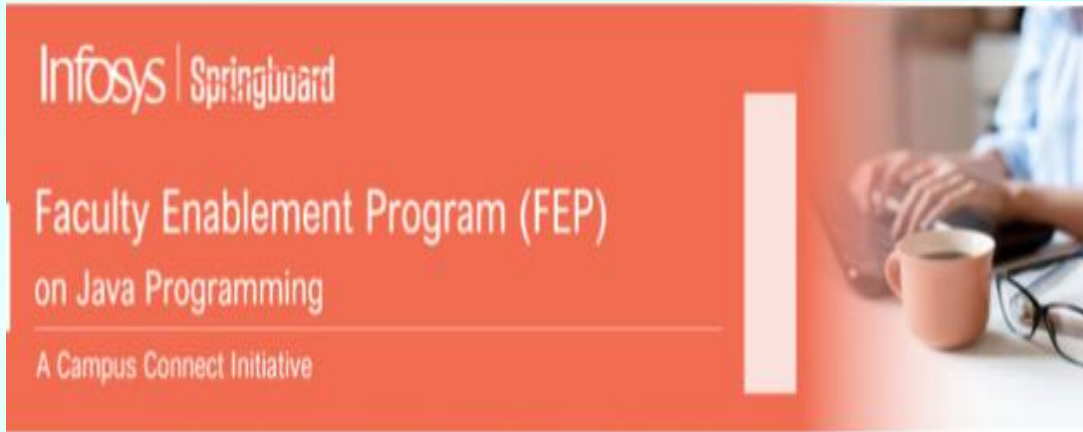 Infosys | Springboard
Faculty Enablement Program (FEP)
on Java Programming
A Campus Connect Initiative